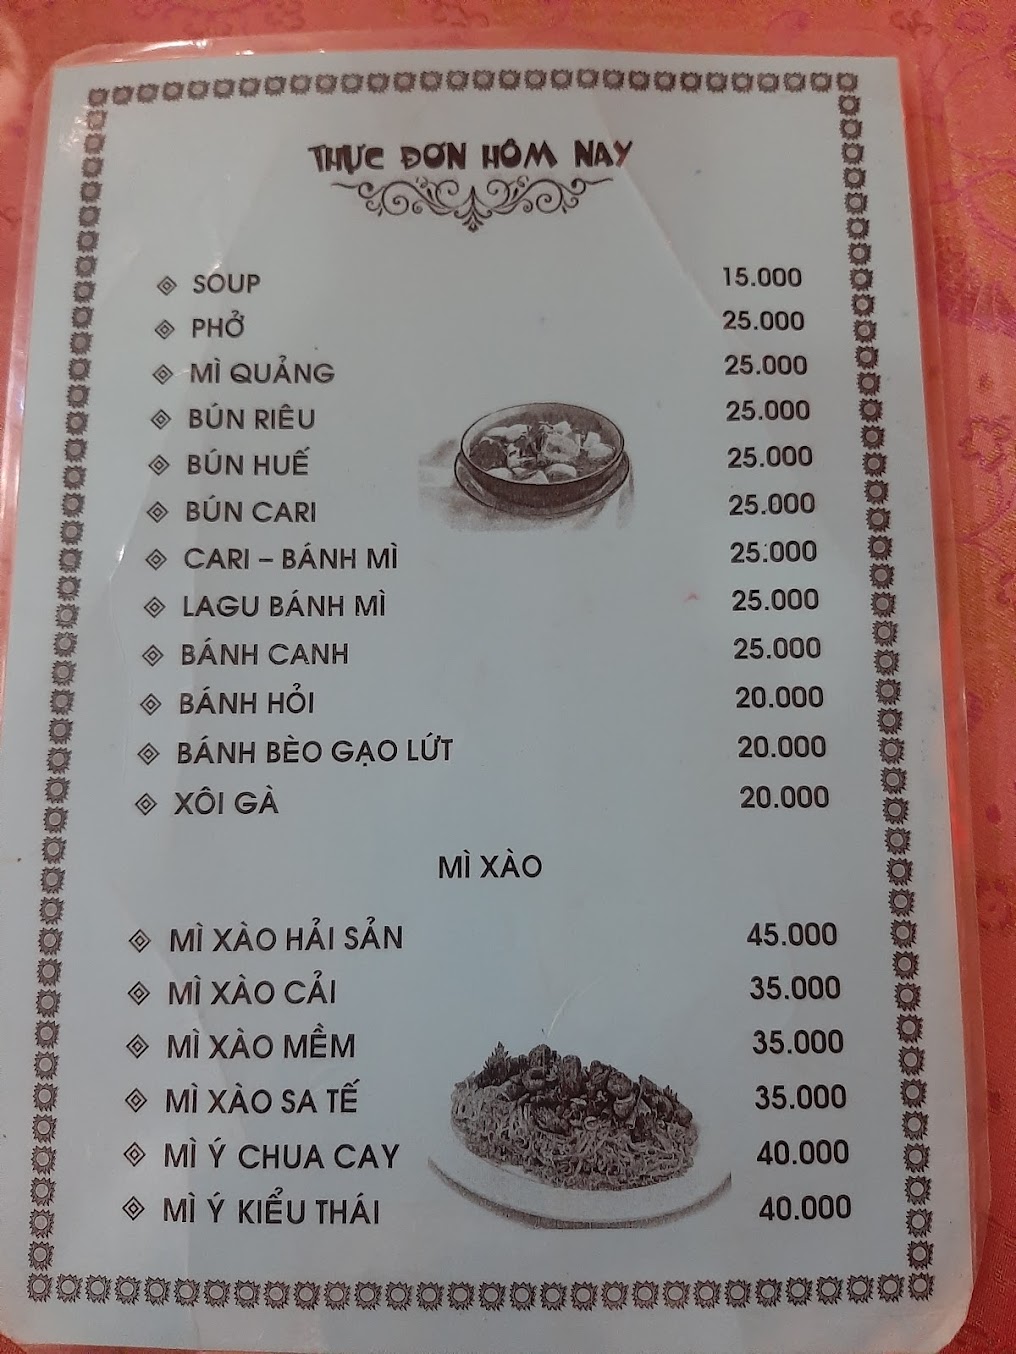 THỰC ĐƠN HÔM NAY
SOUP 15.000
PHỞ 25.000
MÌ QUẢNG 25.000
BÚN RIÊU 25.000
BÚN HUẾ 25.000
BÚN CARI 25.000
CARI – BÁNH MÌ 25.000
LAGU BÁNH MÌ 25.000
BÁNH CANH 25.000
BÁNH HỎI 20.000
BÁNH BÈO GẠO LỨT 20.000
XÔI GÀ 20.000
MÌ XÀO
MÌ XÀO HẢI SẢN 45.000
MÌ XÀO CẢI 35.000
MÌ XÀO MỀM 35.000
MÌ XÀO SA TẾ 35.000
MÌ Ý CHUA CAY 40.000
MÌ Ý KIỂU THÁI 40.000